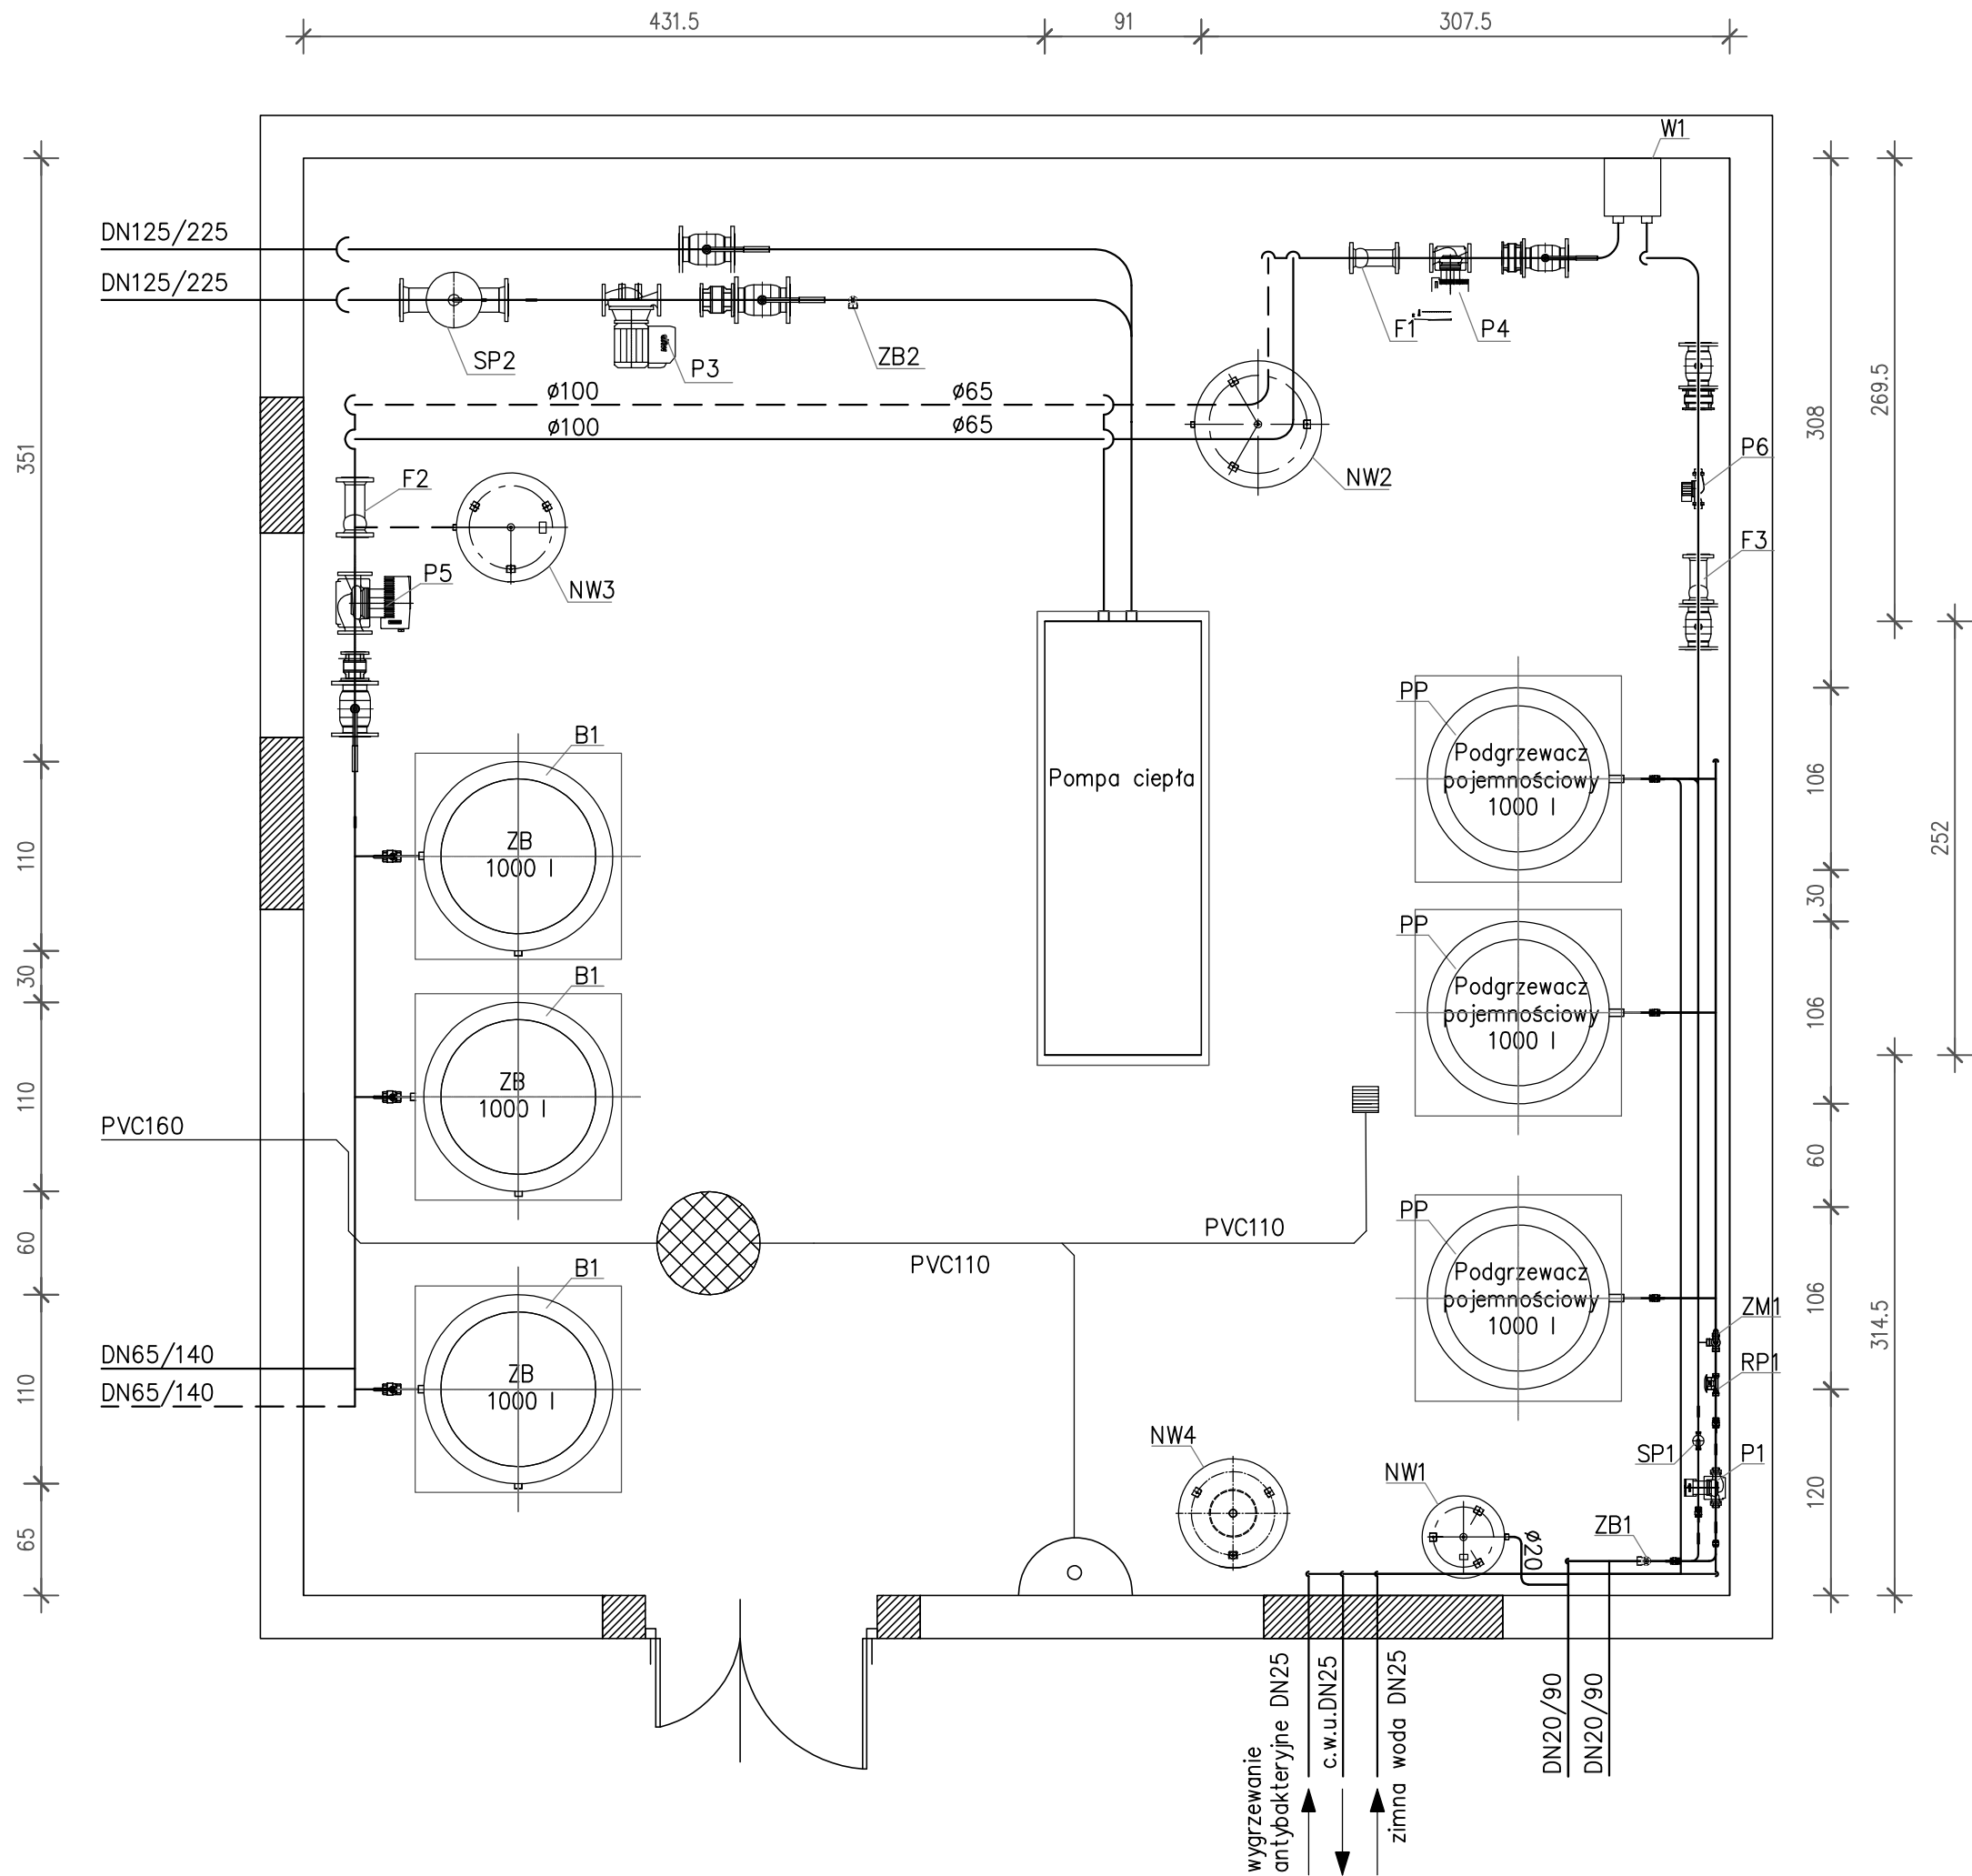 431.5
91
307.5
W1
DN125/225
DN125/225
SP2
P3
ZB2
F1
P4
ø100
ø65
ø100
ø65
NW2
P6
F2
NW3
P5
F3
351
308
269.5
B1
Pompa ciepła
PP
Podgrzewacz
pojemnościowy
1000 l
ZB
1000 l
110
106
252
30
30
B1
PP
Podgrzewacz
pojemnościowy
1000 l
ZB
1000 l
110
106
PVC160
60
60
PP
PVC110
PVC110
B1
Podgrzewacz
pojemnościowy
1000 l
106
ZM1
314.5
DN65/140
DN65/140
RP1
ZB
1000 l
110
NW4
NW1
SP1
P1
120
65
ZB1
Ø20
wygrzewanie
antybakteryjne DN25
c.w.u.DN25
zimna woda DN25
DN20/90
DN20/90